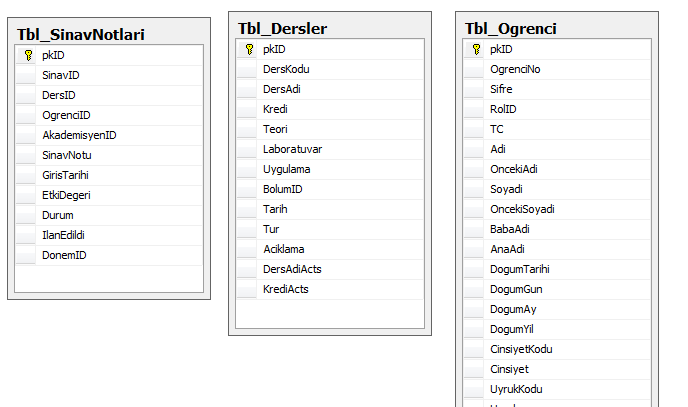 Tbl_SinavNotlari
pkID
SinavID
DersID
OgrenciID
AkademisyenID
SinavNotu
GirisTarihi
EtkiDegeri
Durum
IlanEdildi
DonemID
Tbl_Dersler
pkID
DersKodu
DersAdi
Kredi
Teori
Laboratuvar
Uygulama
BolumID
Tarih
Tur
Aciklama
DersAdiActs
KrediActs
Tbl_Ogrenci
pkID
OgrenciNo
Sifre
RolID
TC
Adi
OncekiAdi
Soyadi
OncekiSoyadi
BabaAdi
AnaAdi
DogumTarihi
DogumGun
DogumAy
DogumYil
CinsiyetKodu
Cinsiyet
UyrukKodu